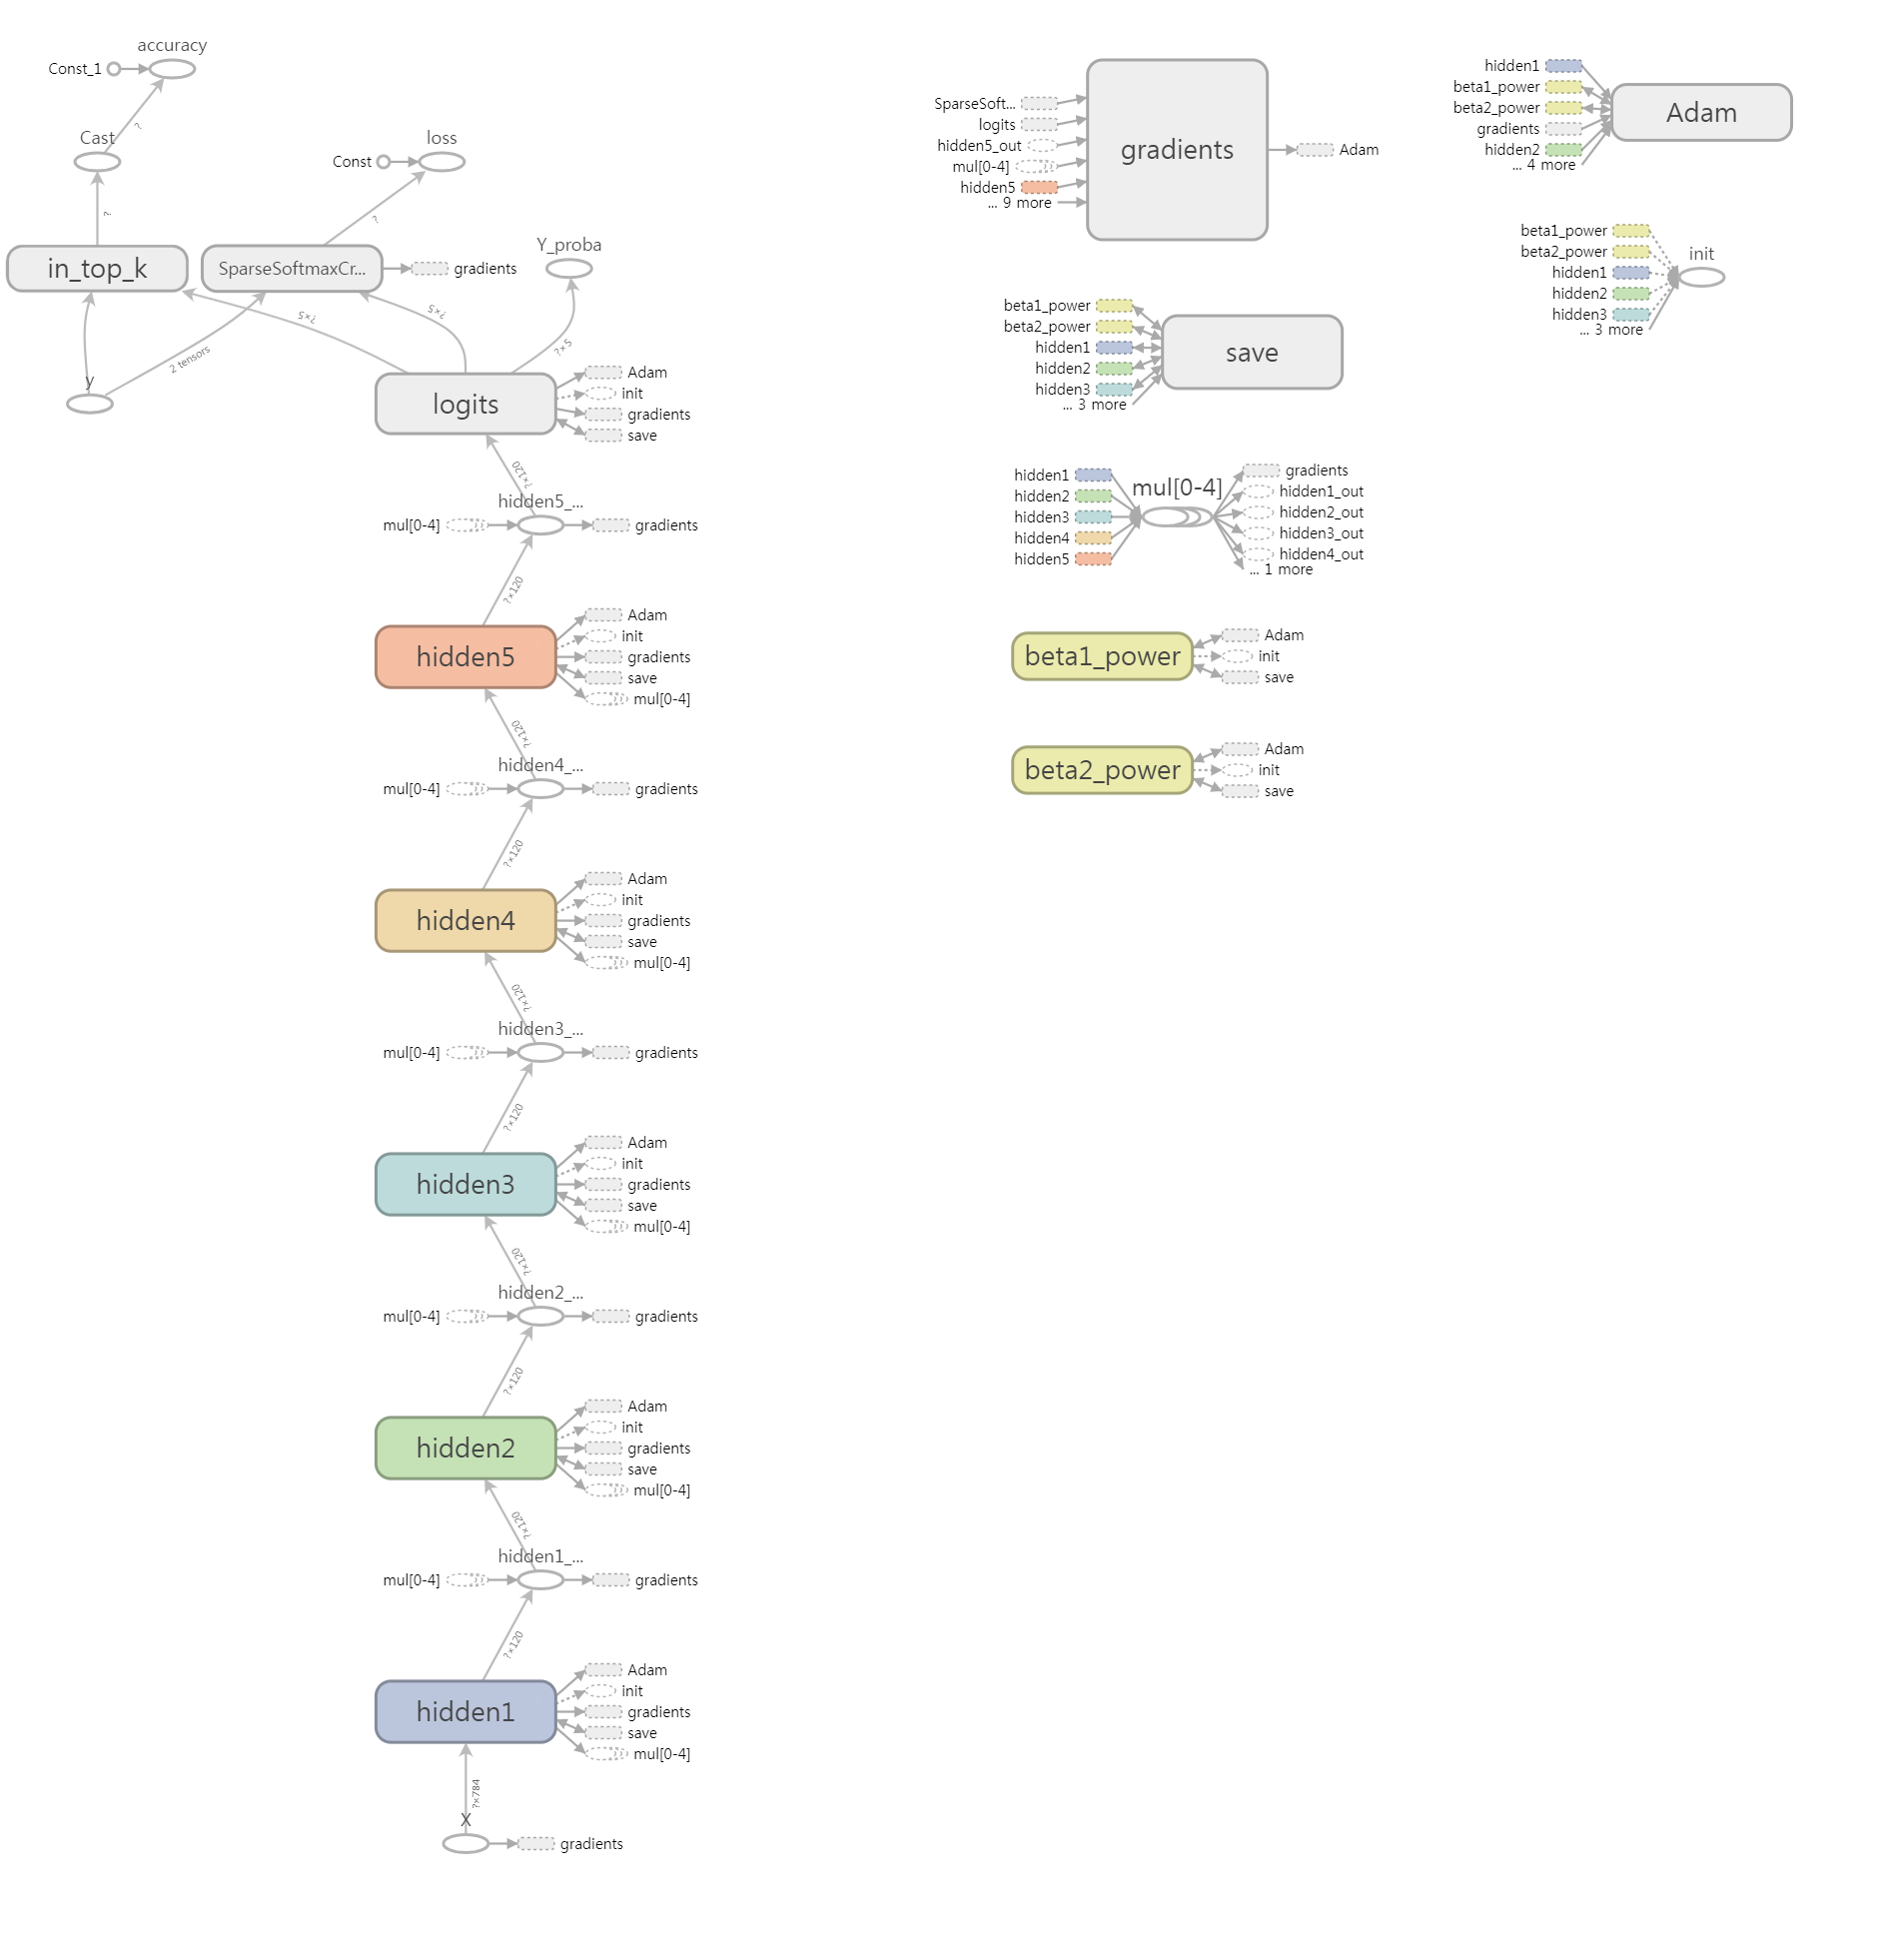 accuracy
Const_1
?
Cast
loss
Const
?
?
in_top_k
SparseSoftmaxCr...
gradients
Y_proba
?×5
?×5
?×5
2 tensors
y
logits
Adam
init
gradients
save
?×120
hidden5_...
mul[0-4]
gradients
?×120
hidden5
Adam
init
gradients
save
mul[0-4]
?×120
hidden4_...
mul[0-4]
gradients
?×120
hidden4
Adam
init
gradients
save
mul[0-4]
?×120
hidden3_...
mul[0-4]
gradients
?×120
hidden3
Adam
init
gradients
save
mul[0-4]
?×120
hidden2_...
mul[0-4]
gradients
?×120
hidden2
Adam
init
gradients
save
mul[0-4]
?×120
hidden1_...
mul[0-4]
gradients
?×120
hidden1
Adam
init
gradients
save
mul[0-4]
?×784
X
gradients
SparseSoft...
logits
hidden5_out
mul[0-4]
hidden5
... 9 more
gradients
Adam
hidden1
beta1_power
beta2_power
gradients
hidden2
... 4 more
Adam
beta1_power
beta2_power
hidden1
hidden2
hidden3
... 3 more
init
beta1_power
beta2_power
hidden1
hidden2
hidden3
... 3 more
save
hidden1
hidden2
hidden3
hidden4
hidden5
mul[0-4]
gradients
hidden1_out
hidden2_out
hidden3_out
hidden4_out
... 1 more
beta1_power
Adam
init
save
beta2_power
Adam
init
save